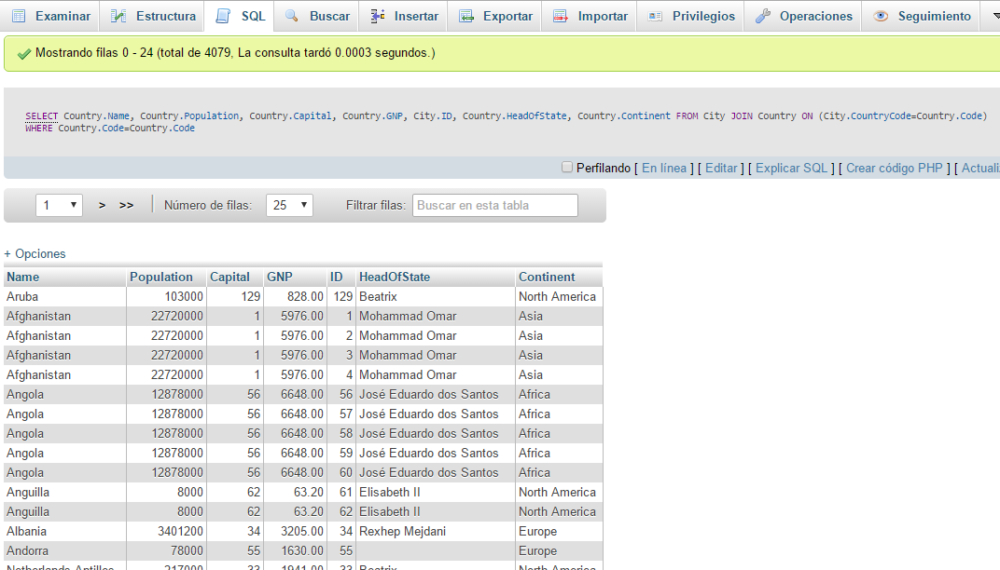 Examinar Estructura SQL Buscar Insertar Exportar Importar Privilegios Operaciones Seguimiento
Mostrando filas 0 - 24 (total de 4079, La consulta tardó 0.0003 segundos.)
SELECT Country.Name, Country.Population, Country.Capital, Country.GNP, City.ID, Country.HeadOfState, Country.Continent FROM City JOIN Country ON (City.CountryCode=Country.Code)
WHERE Country.Code=Country.Code
Perfilando [ En línea ] [ Editar ] [ Explicar SQL ] [ Crear código PHP ] [ Actualiz
1 > >> Número de filas: 25 Filtrar filas: Buscar en esta tabla
+ Opciones
Name Population Capital GNP ID HeadOfState Continent
Aruba 103000 129 828.00 129 Beatrix North America
Afghanistan 22720000 1 5976.00 1 Mohammad Omar Asia
Afghanistan 22720000 1 5976.00 2 Mohammad Omar Asia
Afghanistan 22720000 1 5976.00 3 Mohammad Omar Asia
Afghanistan 22720000 1 5976.00 4 Mohammad Omar Asia
Angola 12878000 56 6648.00 56 José Eduardo dos Santos Africa
Angola 12878000 56 6648.00 57 José Eduardo dos Santos Africa
Angola 12878000 56 6648.00 58 José Eduardo dos Santos Africa
Angola 12878000 56 6648.00 59 José Eduardo dos Santos Africa
Angola 12878000 56 6648.00 60 José Eduardo dos Santos Africa
Anguilla 8000 62 63.20 61 Elisabeth II North America
Anguilla 8000 62 63.20 62 Elisabeth II North America
Albania 3401200 34 3205.00 34 Rexhep Mejdani Europe
Andorra 78000 55 1630.00 55 Europe
Netherlands Antilles 217000 33 1941.00 33 Beatrix North America